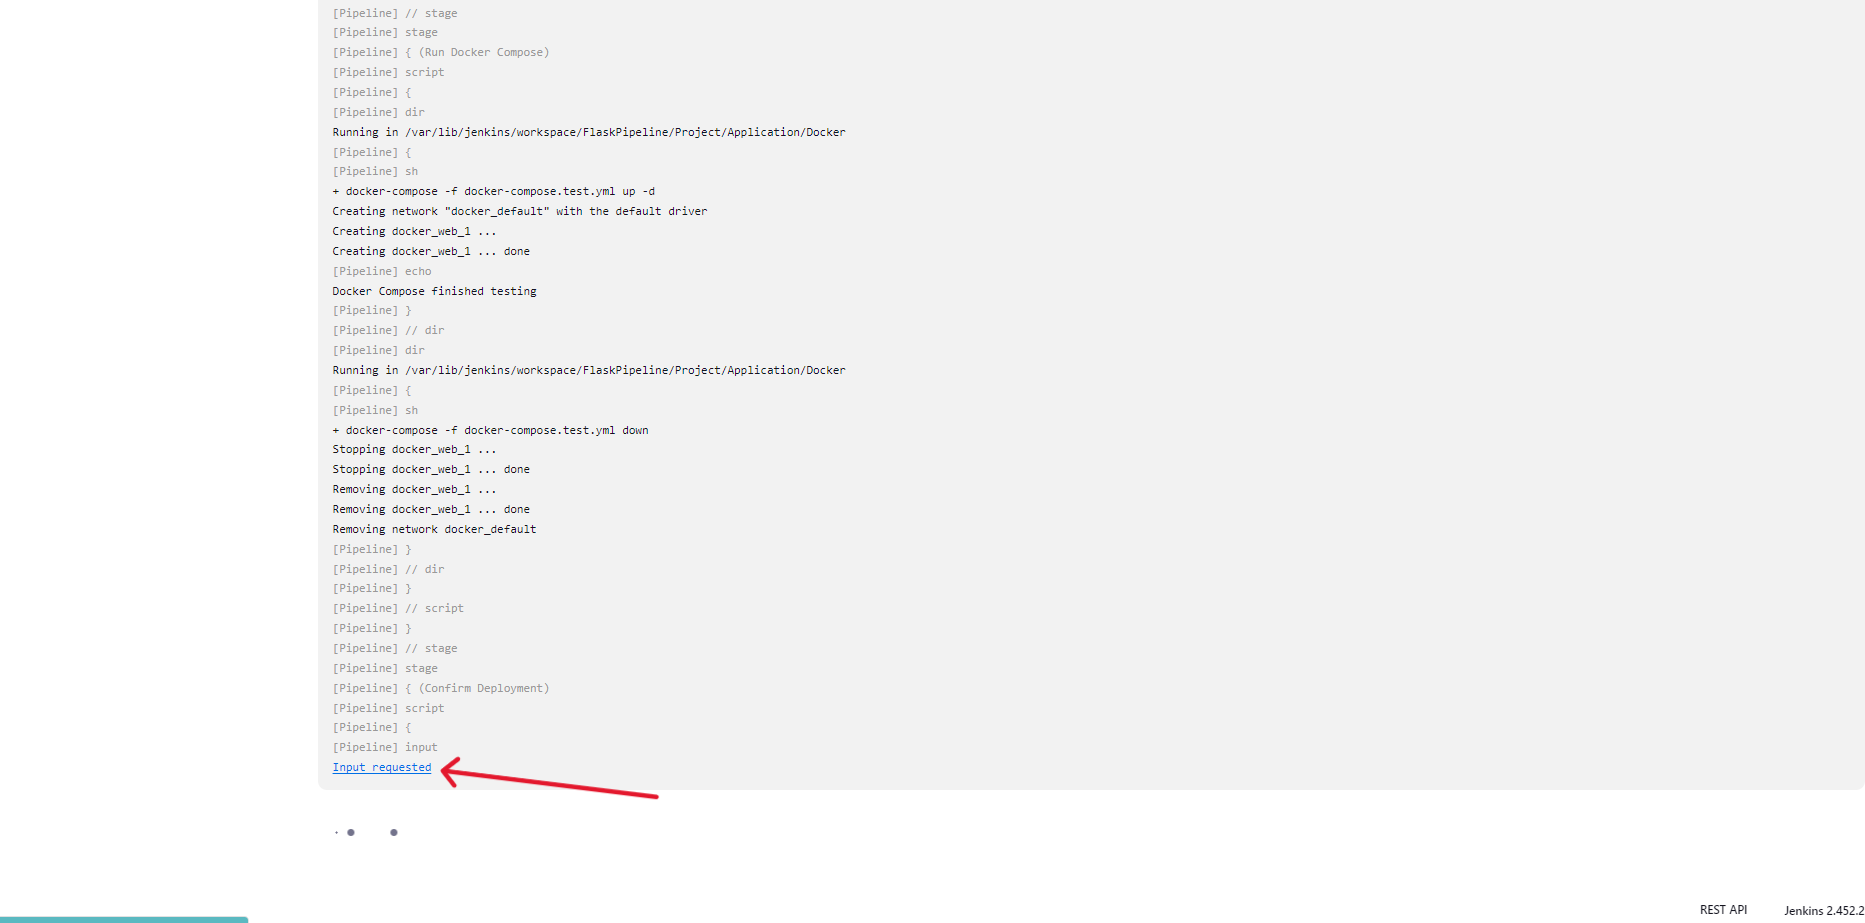 [Pipeline] // stage
[Pipeline] stage
[Pipeline] { (Run Docker Compose)
[Pipeline] script
[Pipeline] {
[Pipeline] dir
Running in /var/lib/jenkins/workspace/FlaskPipeline/Project/Application/Docker
[Pipeline] {
[Pipeline] sh
+ docker-compose -f docker-compose.test.yml up -d
Creating network "docker_default" with the default driver
Creating docker_web_1 ...
Creating docker_web_1 ... done
[Pipeline] echo
Docker Compose finished testing
[Pipeline] }
[Pipeline] // dir
[Pipeline] dir
Running in /var/lib/jenkins/workspace/FlaskPipeline/Project/Application/Docker
[Pipeline] {
[Pipeline] sh
+ docker-compose -f docker-compose.test.yml down
Stopping docker_web_1 ...
Stopping docker_web_1 ... done
Removing docker_web_1 ...
Removing docker_web_1 ... done
Removing network docker_default
[Pipeline] }
[Pipeline] // dir
[Pipeline] }
[Pipeline] // script
[Pipeline] }
[Pipeline] // stage
[Pipeline] stage
[Pipeline] { (Confirm Deployment)
[Pipeline] script
[Pipeline] {
[Pipeline] input
Input requested
REST API
Jenkins 2.452.2